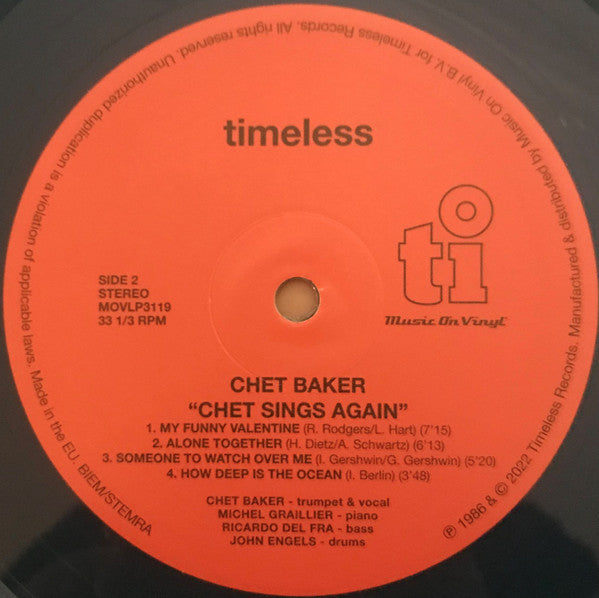 timeless
ti
Music On Vinyl
SIDE 2
STEREO
MOVLP3119
33 1/3 RPM
CHET BAKER
“CHET SINGS AGAIN”
1. MY FUNNY VALENTINE (R. Rodgers/L. Hart) (7'15)
2. ALONE TOGETHER (H. Dietz/A. Schwartz) (6'13)
3. SOMEONE TO WATCH OVER ME (I. Gershwin/G. Gershwin) (5'20)
4. HOW DEEP IS THE OCEAN (I. Berlin) (3'48)
CHET BAKER - trumpet & vocal
MICHEL GRAILLIER - piano
RICARDO DEL FRA - bass
JOHN ENGELS - drums
℗ 1986 & © 2022 Timeless Records. Manufactured & distributed by Music On Vinyl B.V. for Timeless Records. All rights reserved. Unauthorized duplication is a violation of applicable laws. Made in the EU. BIEM/STEMRA